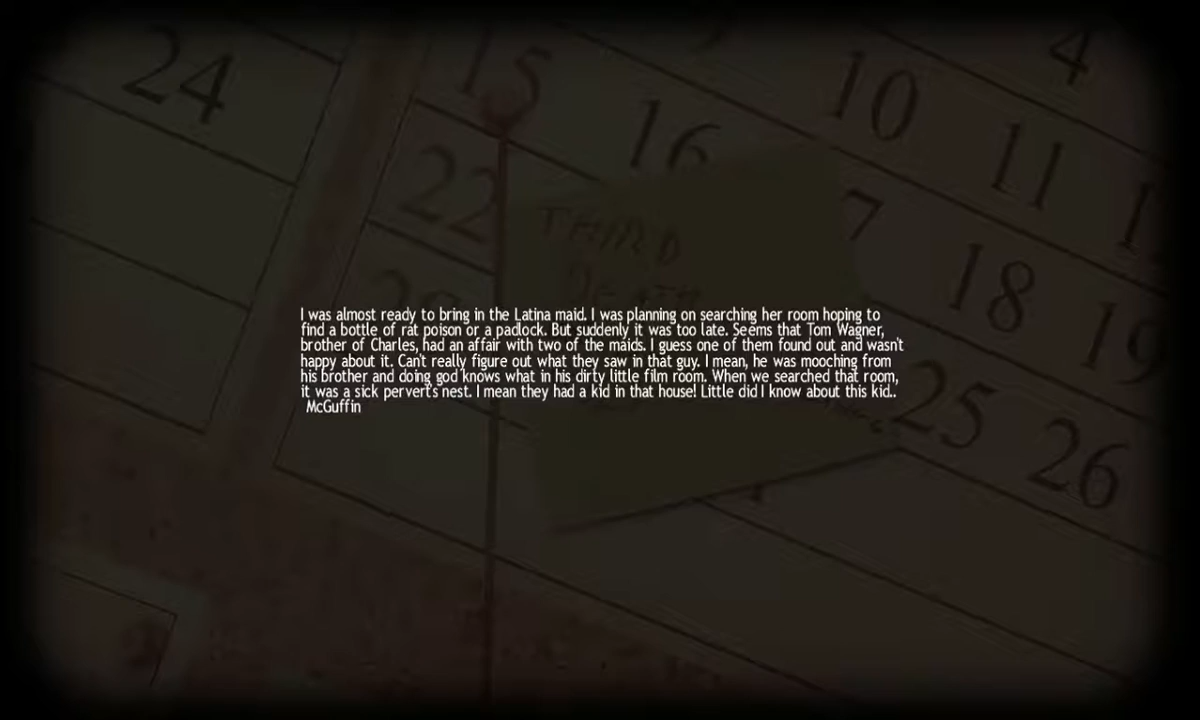 24
15
4
10
16
11
22
7
18
THIRD
DEATH
19
I was almost ready to bring in the Latina maid. I was planning on searching her room hoping to
find a bottle of rat poison or a padlock. But suddenly it was too late. Seems that Tom Wagner,
brother of Charles, had an affair with two of the maids. I guess one of them found out and wasn't
happy about it. Can't really figure out what they saw in that guy. I mean, he was mooching from
his brother and doing god knows what in his dirty little film room. When we searched that room,
it was a sick pervert's nest. I mean they had a kid in that house! Little did I know about this kid..
McGuffin
25
26